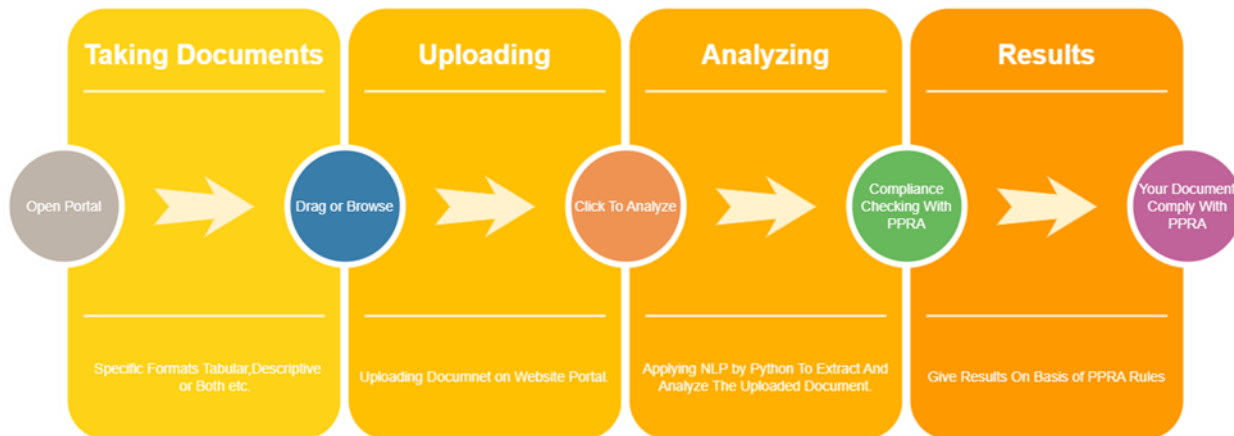 Taking Documents
Uploading
Analyzing
Results
Open Portal
Drag or Browse
Click To Analyze
Compliance
Checking With
PPRA
Your Document
Comply With
PPRA
Specific Formats Tabular,Descriptive
or Both etc.
Uploading Documnet on Website Portal.
Applying NLP by Python To Extract And
Analyze The Uploaded Document.
Give Results On Basis of PPRA Rules